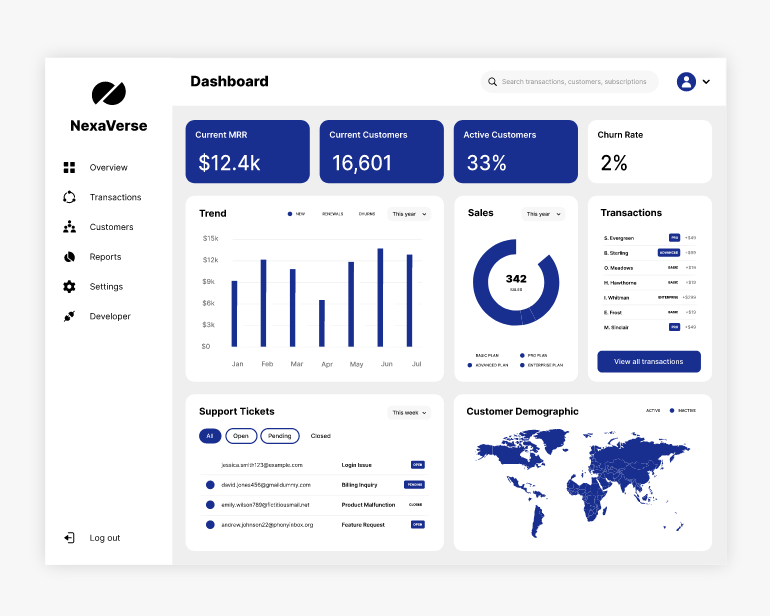 Dashboard
Search transactions, customers, subscriptions
NexaVerse
Overview
Transactions
Customers
Reports
Settings
Developer
Log out
Current MRR
$12.4k
Current Customers
16,601
Active Customers
33%
Churn Rate
2%
Trend
NEW RENEWALS CHURNS
This year
$15k
$12k
$9k
$6k
$3k
$0
Jan Feb Mar Apr May Jun Jul
Sales
This year
342
SALES
BASIC PLAN PRO PLAN
ADVANCED PLAN ENTERPRISE PLAN
Transactions
S. Evergreen PRO +$49
B. Sterling ADVANCED +$99
O. Meadows BASIC +$19
H. Hawthorne BASIC +$19
I. Whitman ENTERPRISE +$299
E. Frost BASIC +$19
M. Sinclair PRO +$49
View all transactions
Support Tickets
This week
All Open Pending Closed
jessica.smith123@example.com Login Issue OPEN
david.jones456@gmaildummy.com Billing Inquiry PENDING
emily.wilson789@fictitiousmail.net Product Malfunction CLOSED
andrew.johnson22@phonyinbox.org Feature Request OPEN
Customer Demographic
ACTIVE INACTIVE